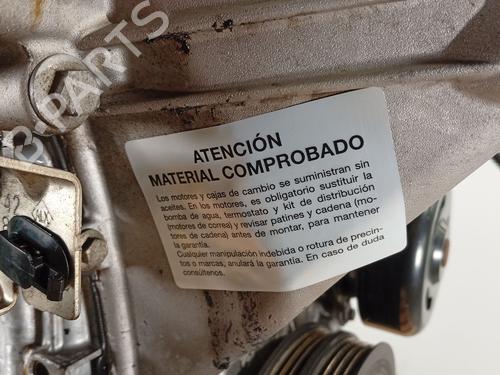 B-PARTS
ATENCIÓN
MATERIAL COMPROBADO
Los motores y cajas de cambio se suministran sin
aceites. En los motores, es obligatorio sustituir la
bomba de agua, termostato y kit de distribución
(motores de correa) y revisar patines y cadena (mo-
tores de cadena) antes de montar, para mantener
la garantía.
Cualquier manipulación indebida o rotura de precin-
tos o marcas, anulará la garantía. En caso de duda
consúltenos.